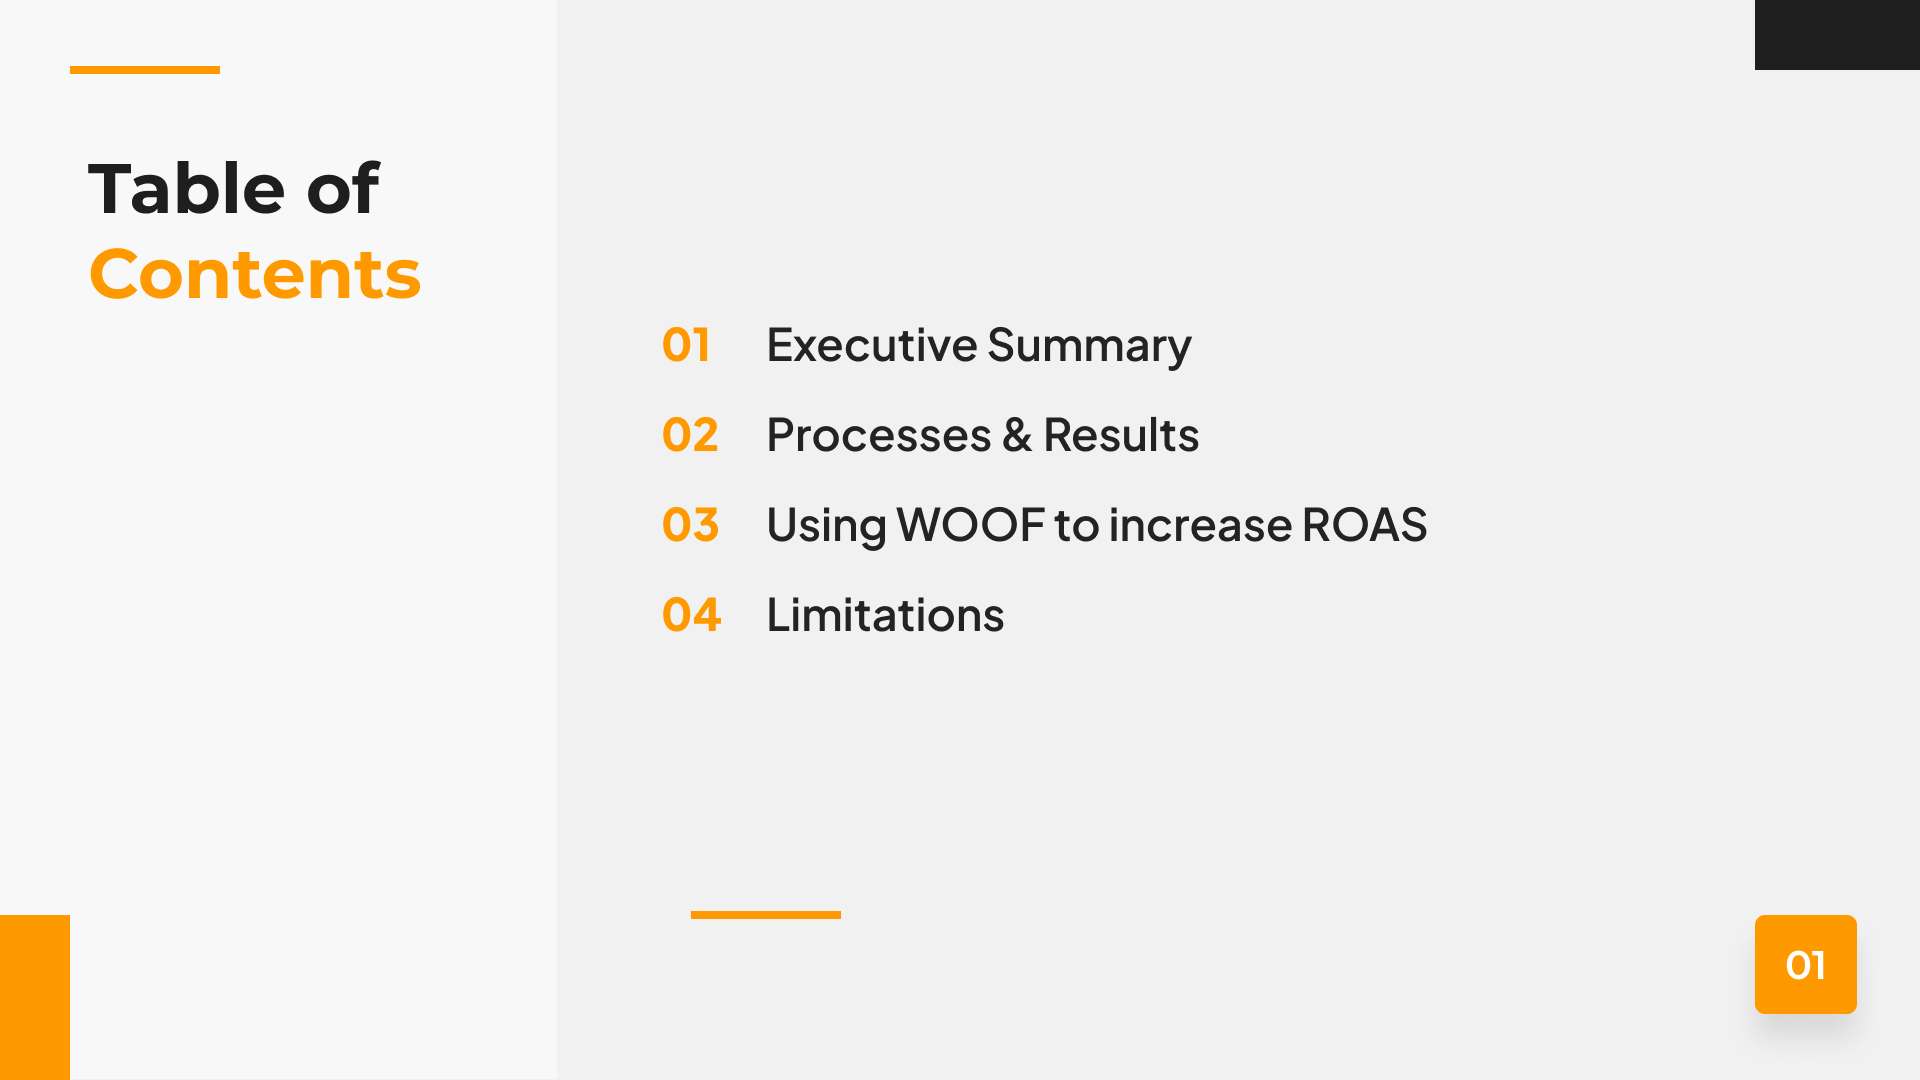 Table of
Contents
01 Executive Summary
02 Processes & Results
03 Using WOOF to increase ROAS
04 Limitations
01